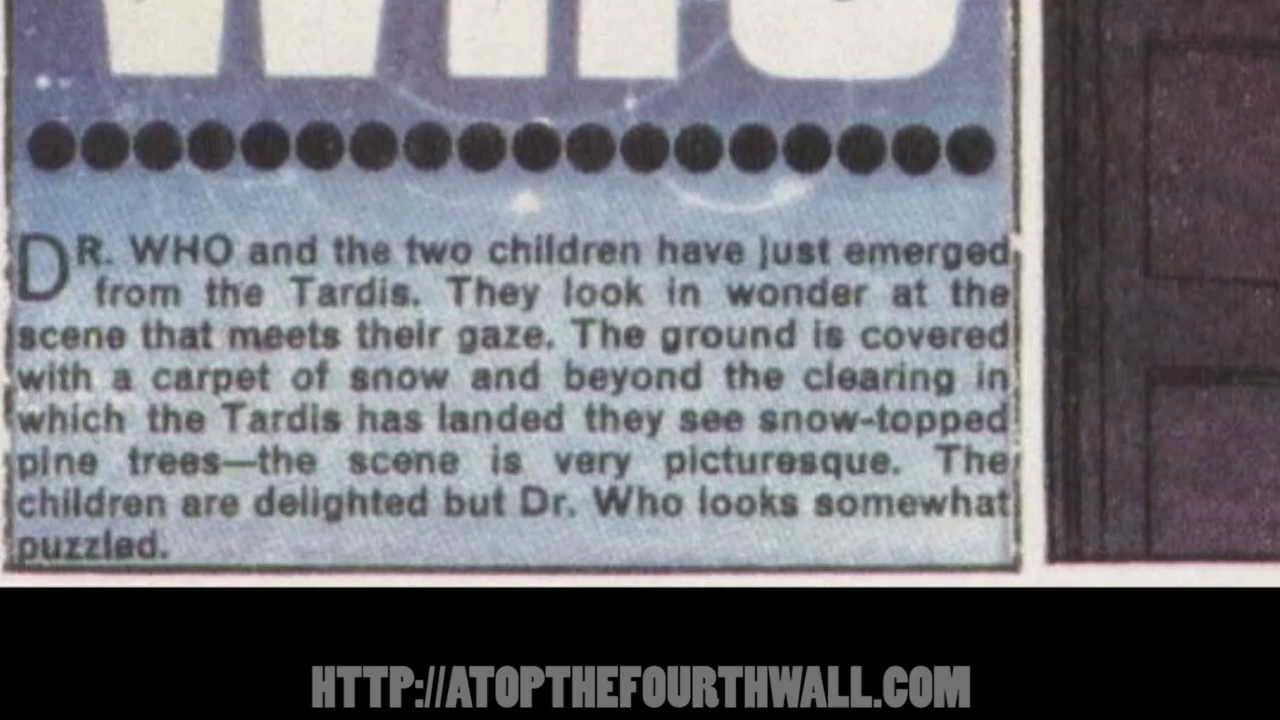 WHO
DR. WHO and the two children have just emerged
from the Tardis. They look in wonder at the
scene that meets their gaze. The ground is covered
with a carpet of snow and beyond the clearing in
which the Tardis has landed they see snow-topped
pine trees—the scene is very picturesque. The
children are delighted but Dr. Who looks somewhat
puzzled.
HTTP://ATOPTHEFOURTHWALL.COM